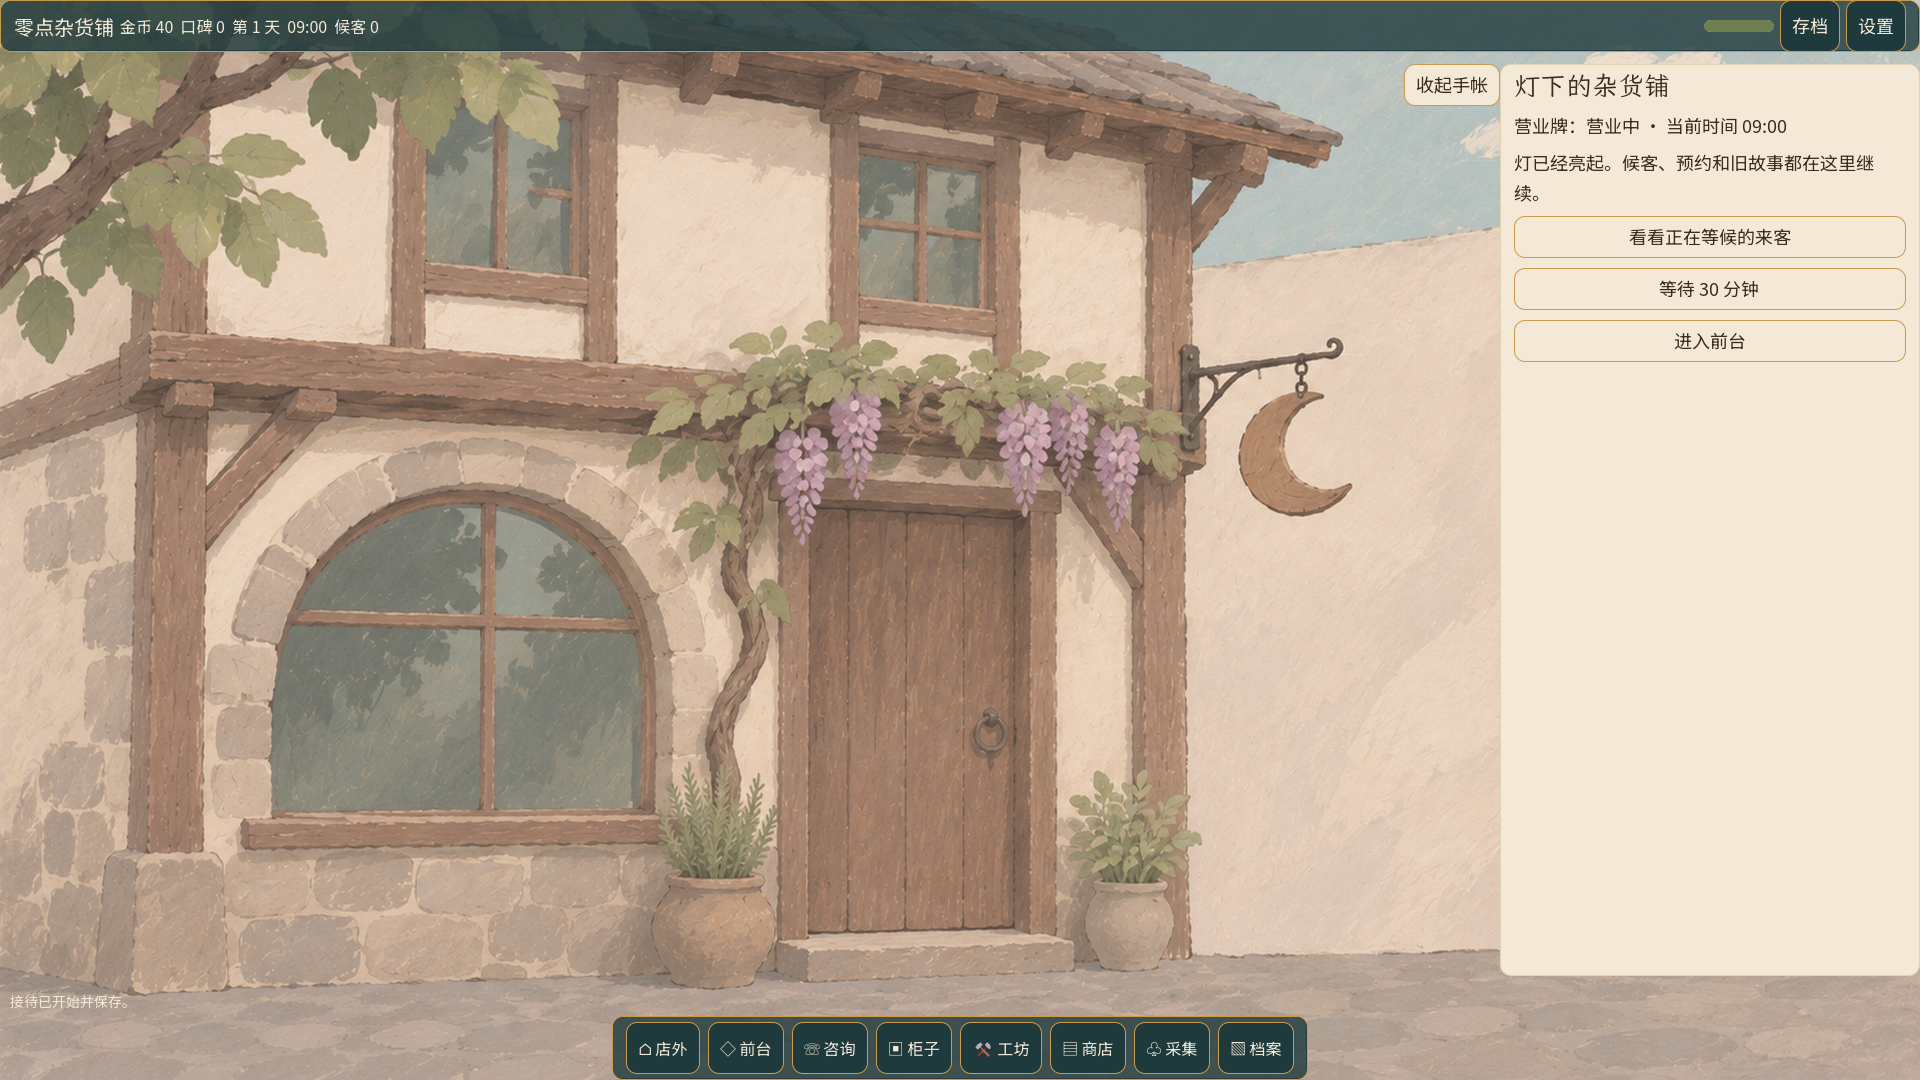 零点杂货铺 金币 40 口碑 0 第 1 天 09:00 候客 0
存档
设置
收起手帐
灯下的杂货铺
营业牌：营业中 · 当前时间 09:00
灯已经亮起。候客、预约和旧故事都在这里继
续。
看看正在等候的来客
等待 30 分钟
进入前台
接待已开始并保存。
店外
前台
咨询
柜子
工坊
商店
采集
档案